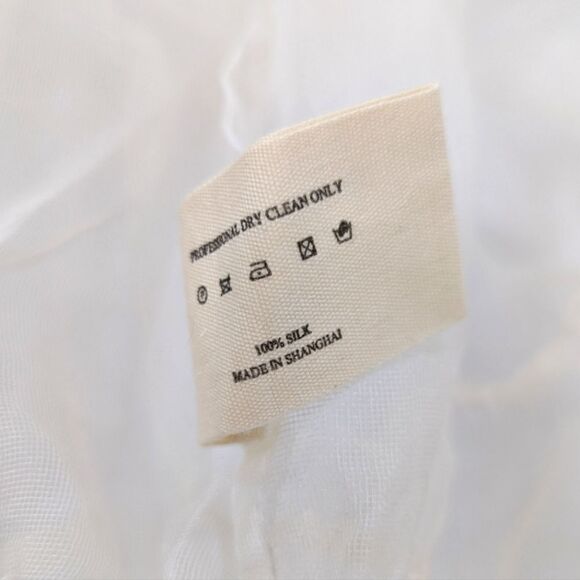 PROFESSIONAL DRY CLEAN ONLY
100% SILK
MADE IN SHANGHAI